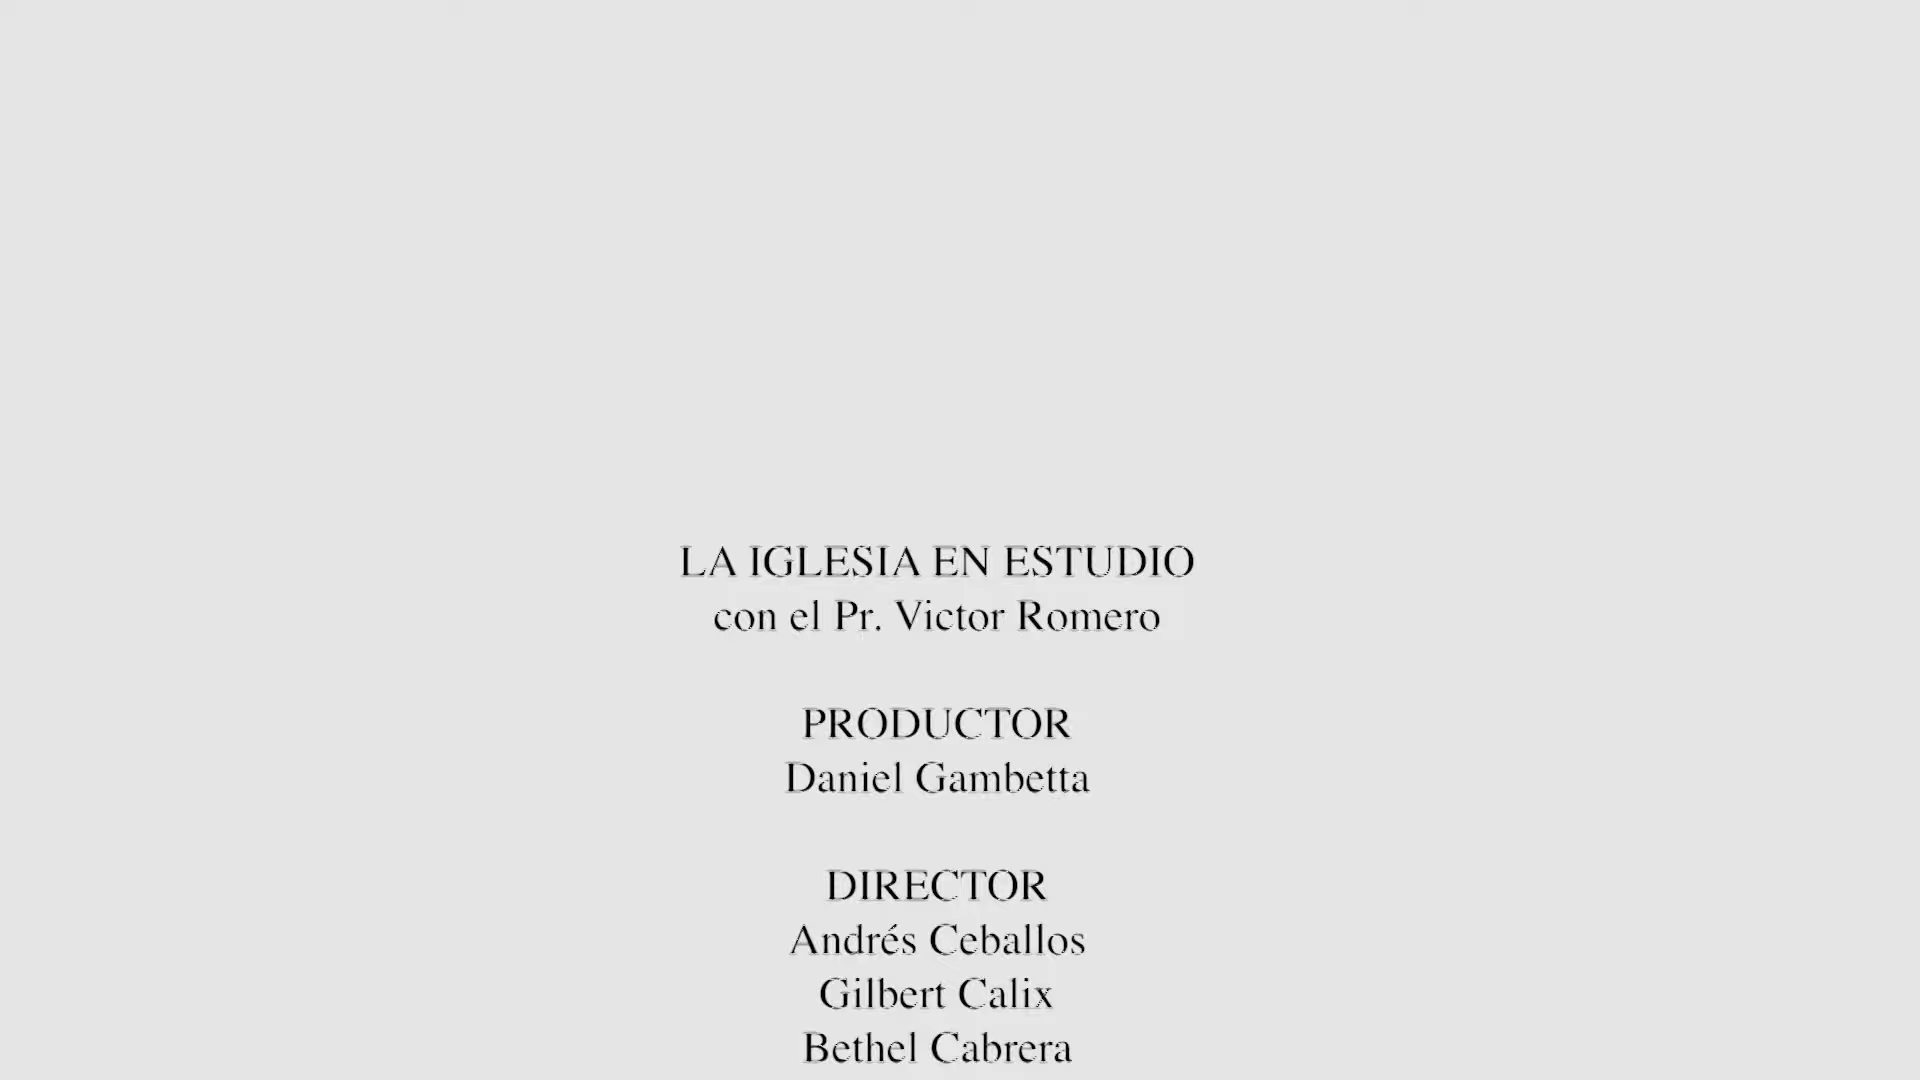 LA IGLESIA EN ESTUDIO
con el Pr. Victor Romero
PRODUCTOR
Daniel Gambetta
DIRECTOR
Andrés Ceballos
Gilbert Calix
Bethel Cabrera